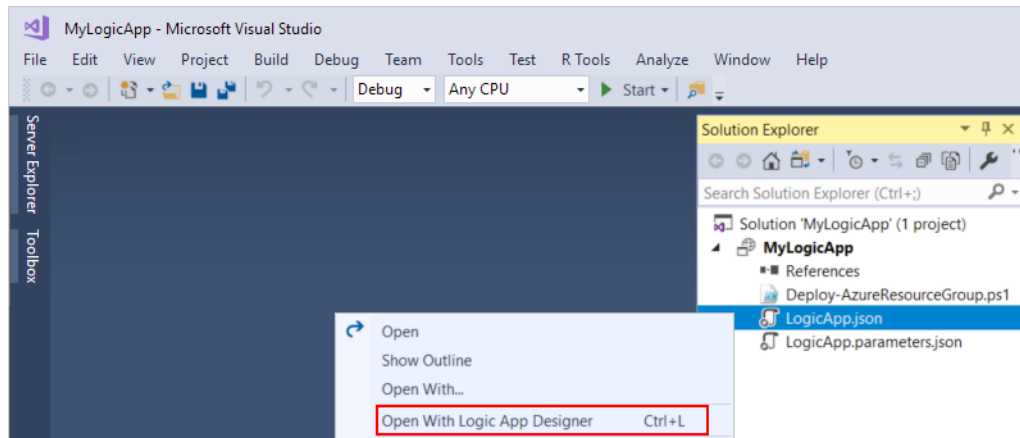 MyLogicApp - Microsoft Visual Studio
File Edit View Project Build Debug Team Tools Test R Tools Analyze Window Help
Debug Any CPU Start
Server Explorer
Toolbox
Solution Explorer
Search Solution Explorer (Ctrl+;)
Solution 'MyLogicApp' (1 project)
MyLogicApp
References
Deploy-AzureResourceGroup.ps1
LogicApp.json
LogicApp.parameters.json
Open
Show Outline
Open With...
Open With Logic App Designer Ctrl+L